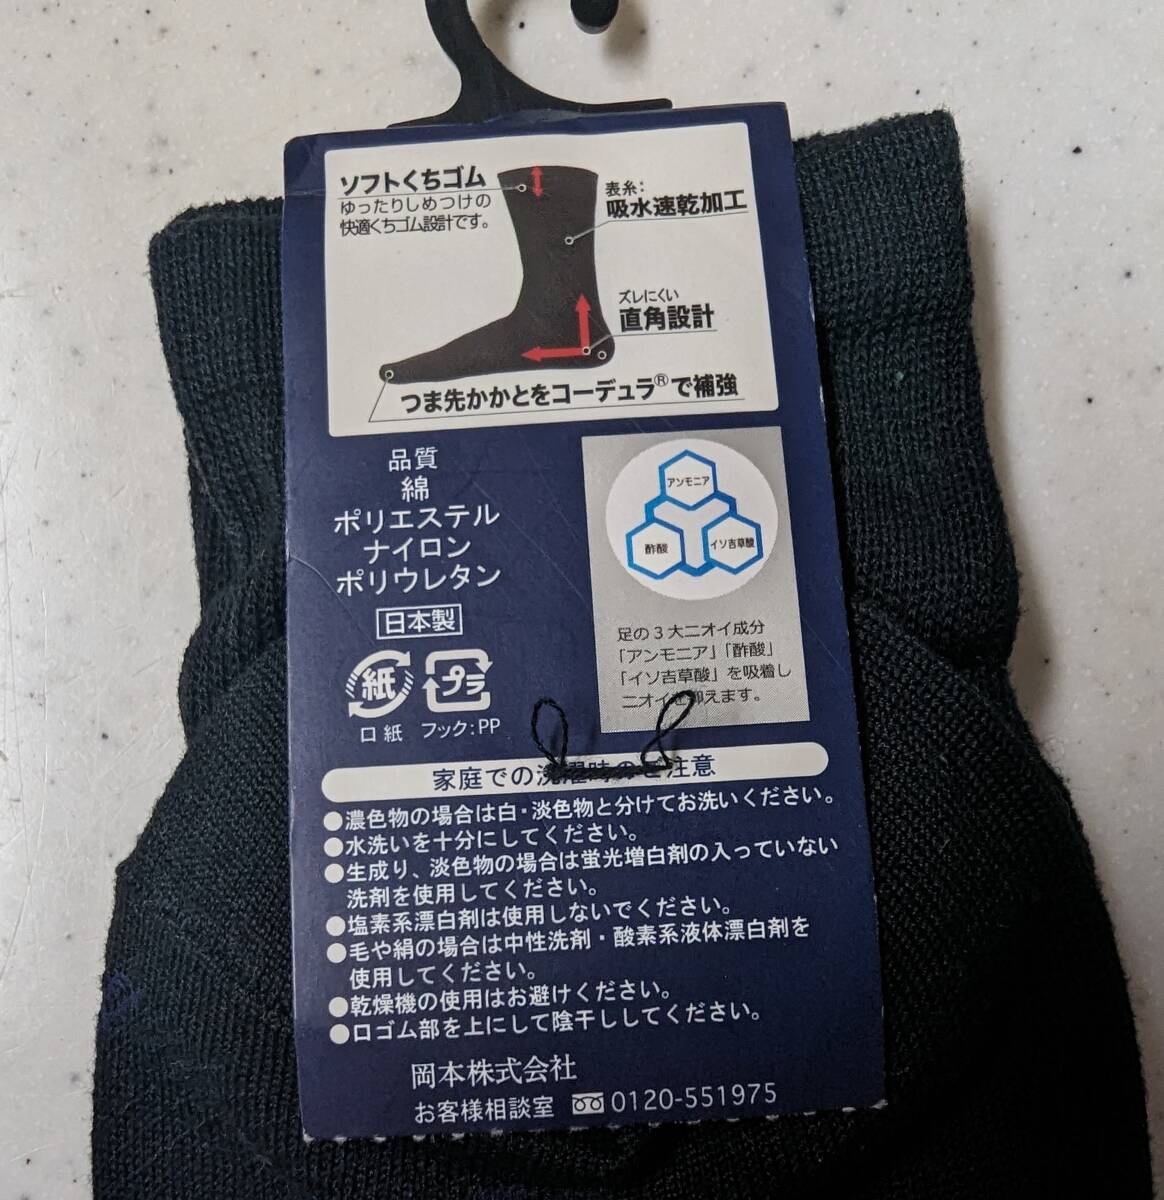 ソフトくちゴム
ゆったりしめつけの
快適くちゴム設計です。
表糸：
吸水速乾加工
ズレにくい
直角設計
つま先かかとをコーデュラ®で補強
品質
綿
ポリエステル
ナイロン
ポリウレタン
日本製
紙
プラ
口紙 フック：PP
アンモニア
酢酸
イソ吉草酸
足の3大ニオイ成分
「アンモニア」「酢酸」
「イソ吉草酸」を吸着し
ニオイを抑えます。
家庭での洗濯時のご注意
●濃色物の場合は白・淡色物と分けてお洗いください。
●水洗いを十分にしてください。
●生成り、淡色物の場合は蛍光増白剤の入っていない
洗剤を使用してください。
●塩素系漂白剤は使用しないでください。
●毛や絹の場合は中性洗剤・酸素系液体漂白剤を
使用してください。
●乾燥機の使用はお避けください。
●口ゴム部を上にして陰干ししてください。
岡本株式会社
お客様相談室 0120-551975